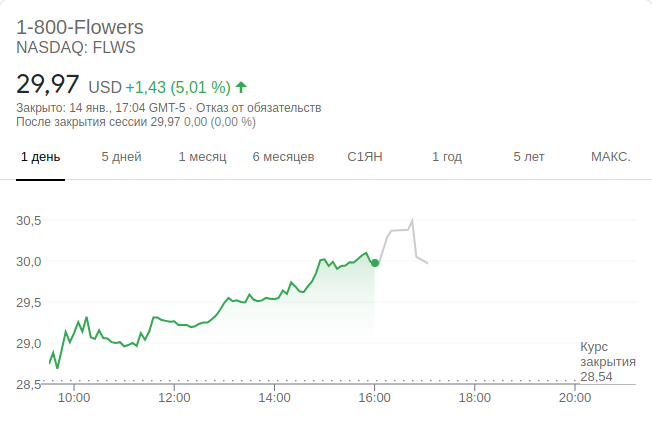 1-800-Flowers
NASDAQ: FLWS
29,97 USD +1,43 (5,01 %)
Закрыто: 14 янв., 17:04 GMT-5 · Отказ от обязательств
После закрытия сессии 29,97 0,00 (0,00 %)
1 день 5 дней 1 месяц 6 месяцев С1ЯН 1 год 5 лет МАКС.
30,5
30,0
29,5
29,0
Курс
закрытия
28,54
28,5
10:00 12:00 14:00 16:00 18:00 20:00